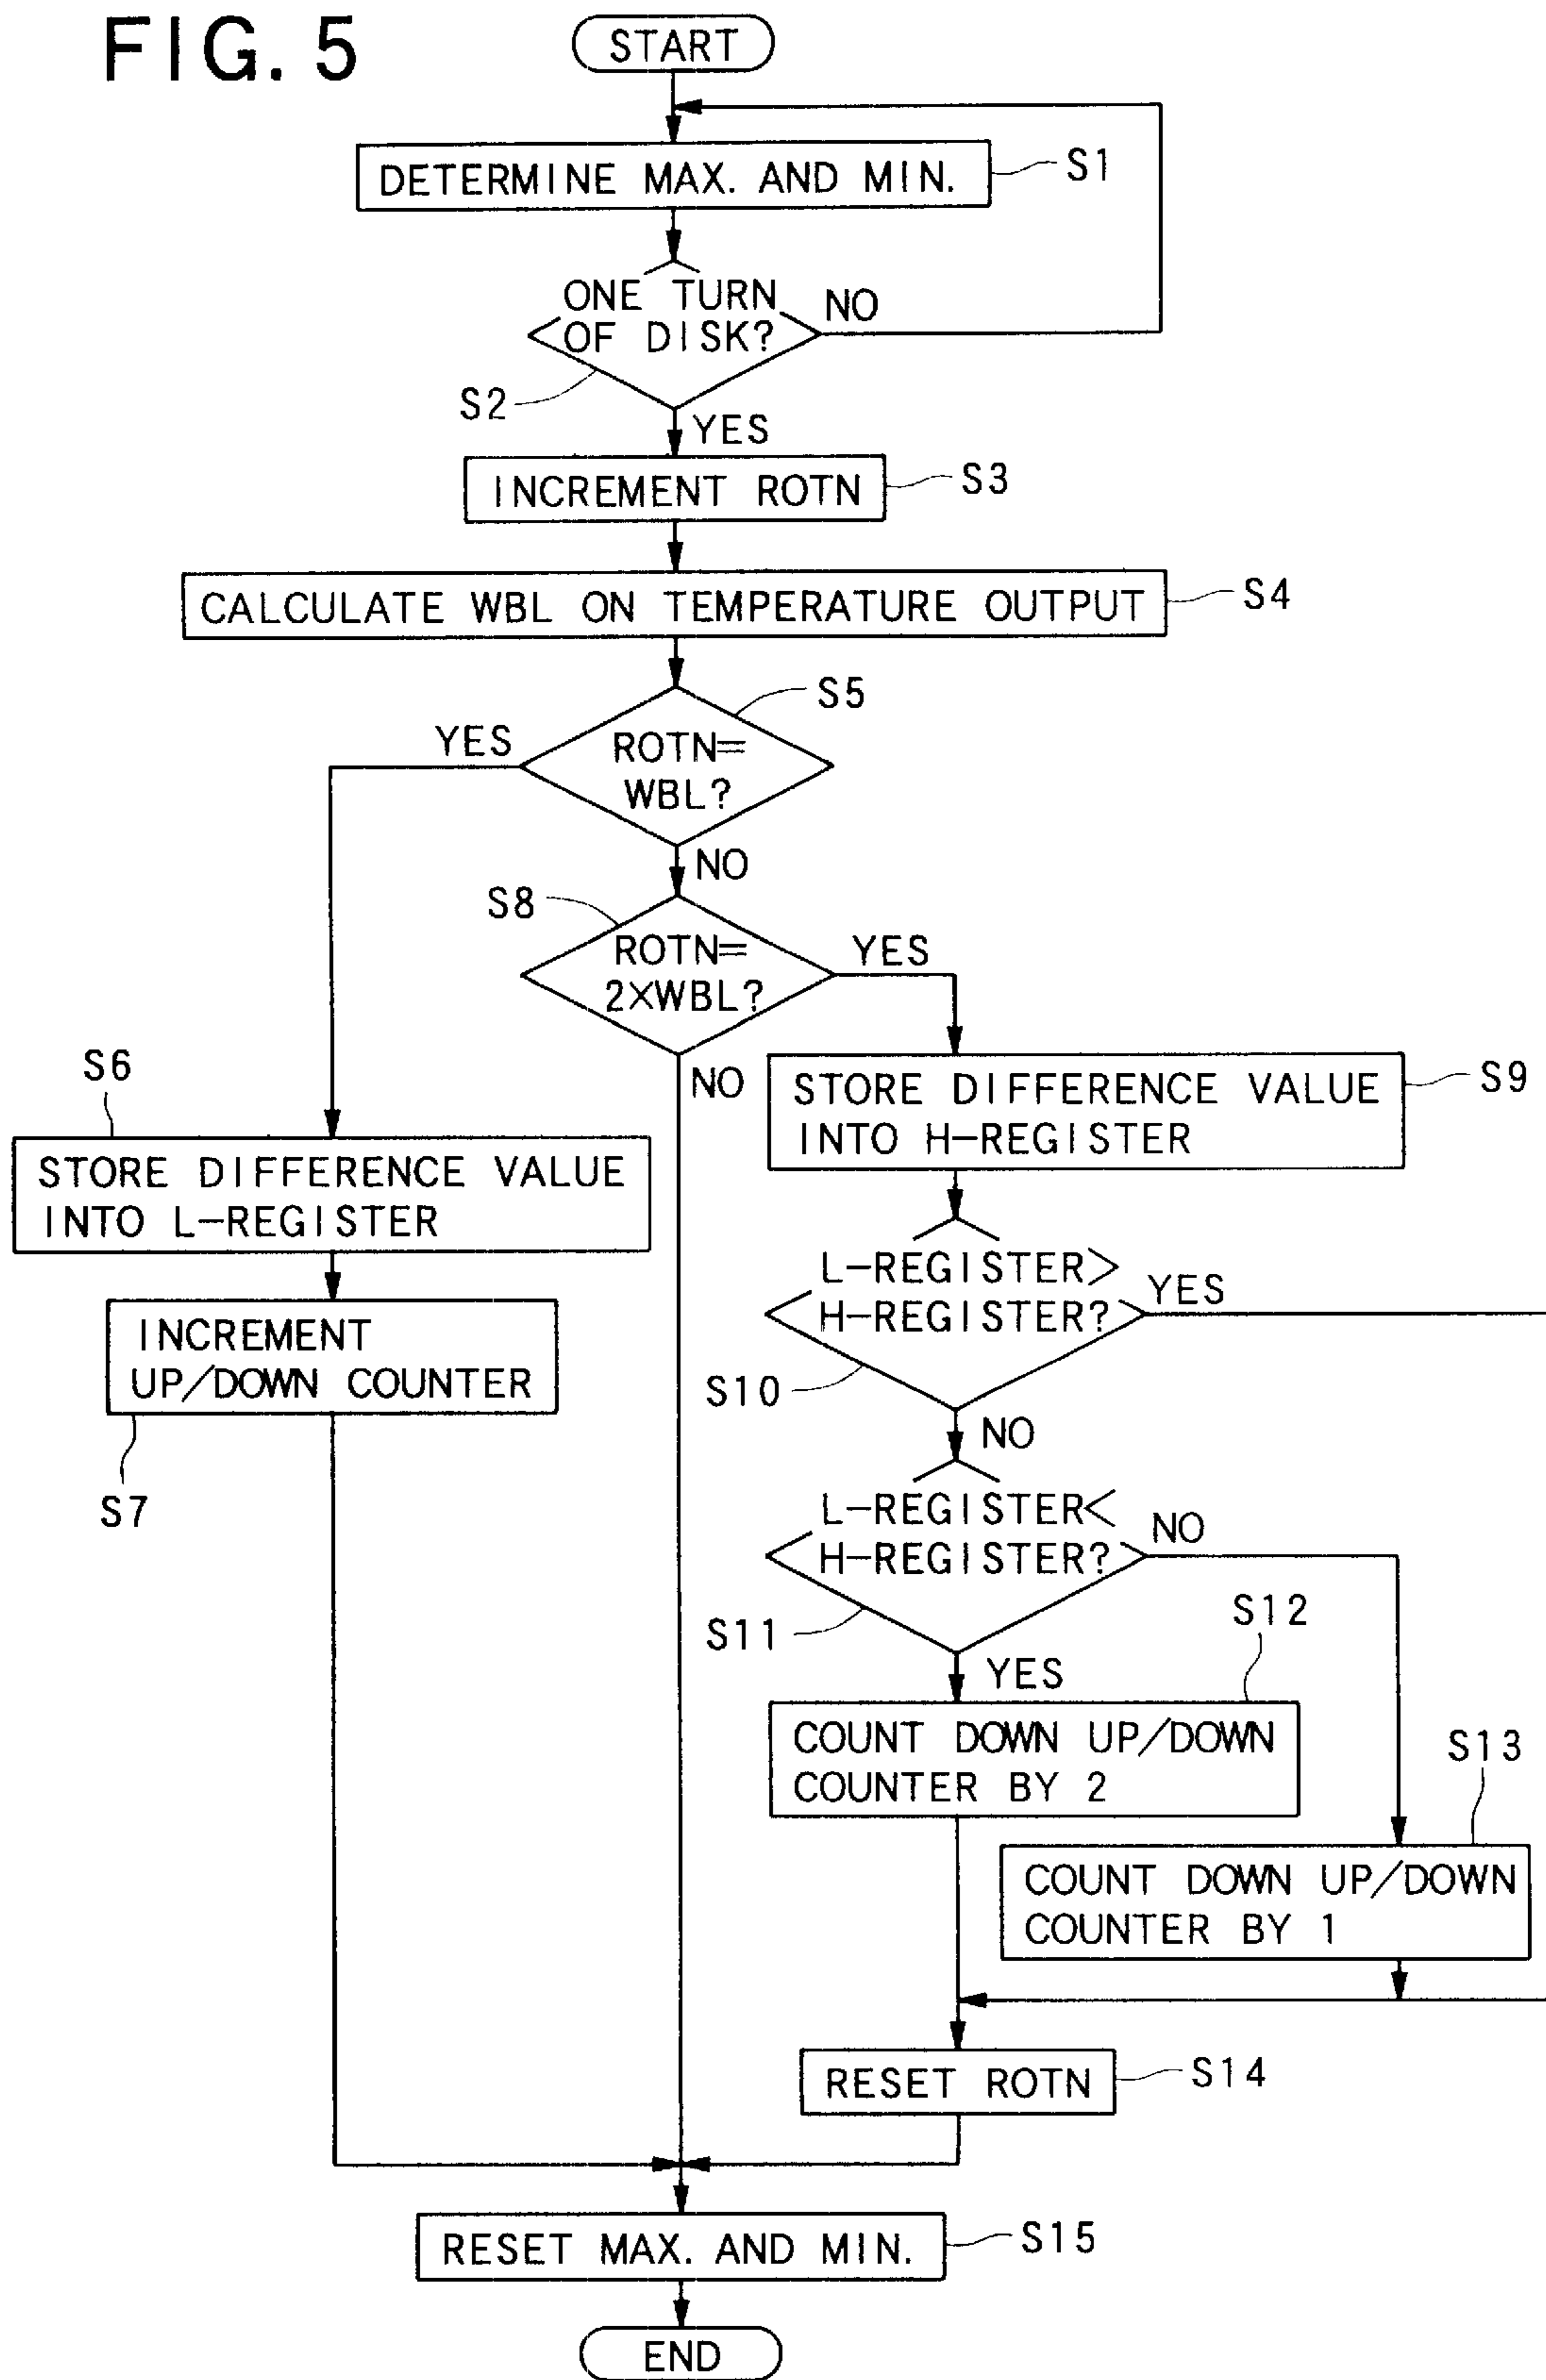 FIG. 5
START
DETERMINE MAX. AND MIN.
S1
ONE TURN
OF DISK?
NO
S2
YES
INCREMENT ROTN
S3
CALCULATE WBL ON TEMPERATURE OUTPUT
S4
S5
YES
ROTN=
WBL?
NO
S8
ROTN=
2×WBL?
YES
NO
S6
STORE DIFFERENCE VALUE
INTO L-REGISTER
INCREMENT
UP/DOWN COUNTER
S7
STORE DIFFERENCE VALUE
INTO H-REGISTER
S9
L-REGISTER>
H-REGISTER?
YES
S10
NO
L-REGISTER<
H-REGISTER?
NO
S11
YES
S12
COUNT DOWN UP/DOWN
COUNTER BY 2
S13
COUNT DOWN UP/DOWN
COUNTER BY 1
RESET ROTN
S14
RESET MAX. AND MIN.
S15
END